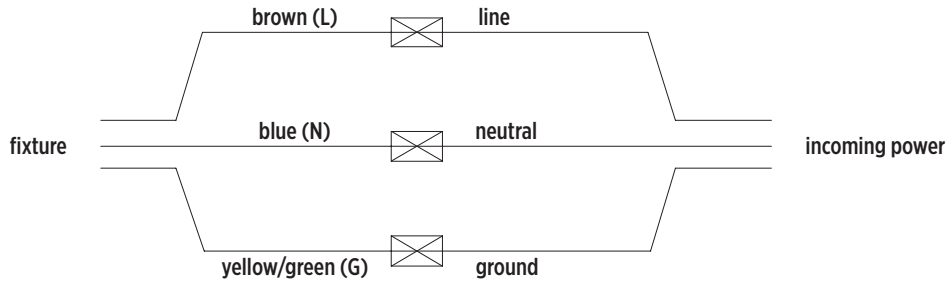 brown (L) line
fixture blue (N) neutral incoming power
yellow/green (G) ground